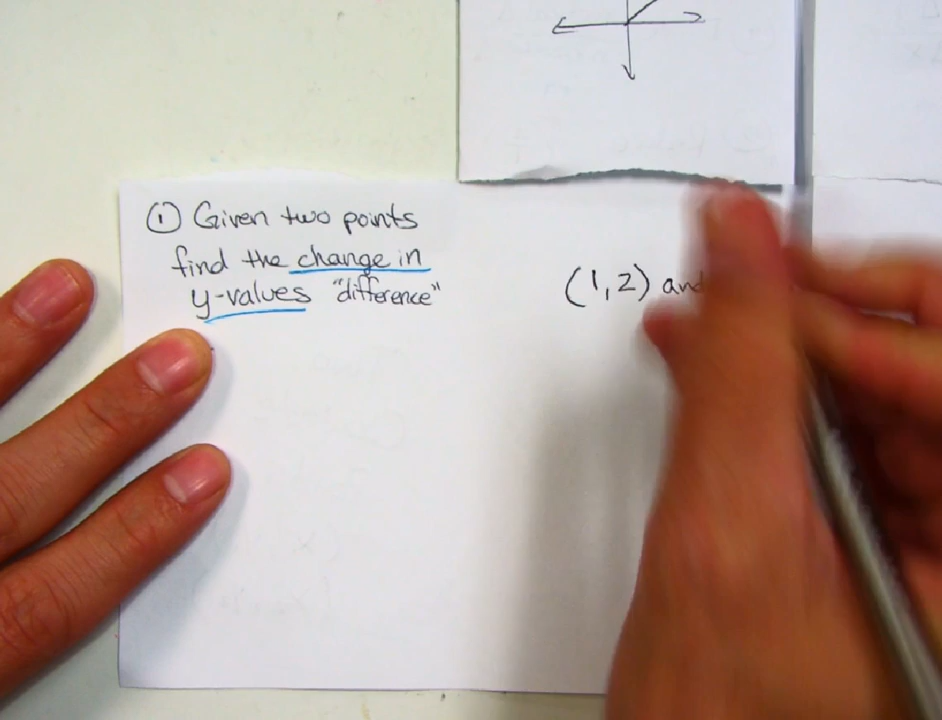 ① Given two points
find the change in
y-values "difference"
(1,2) and